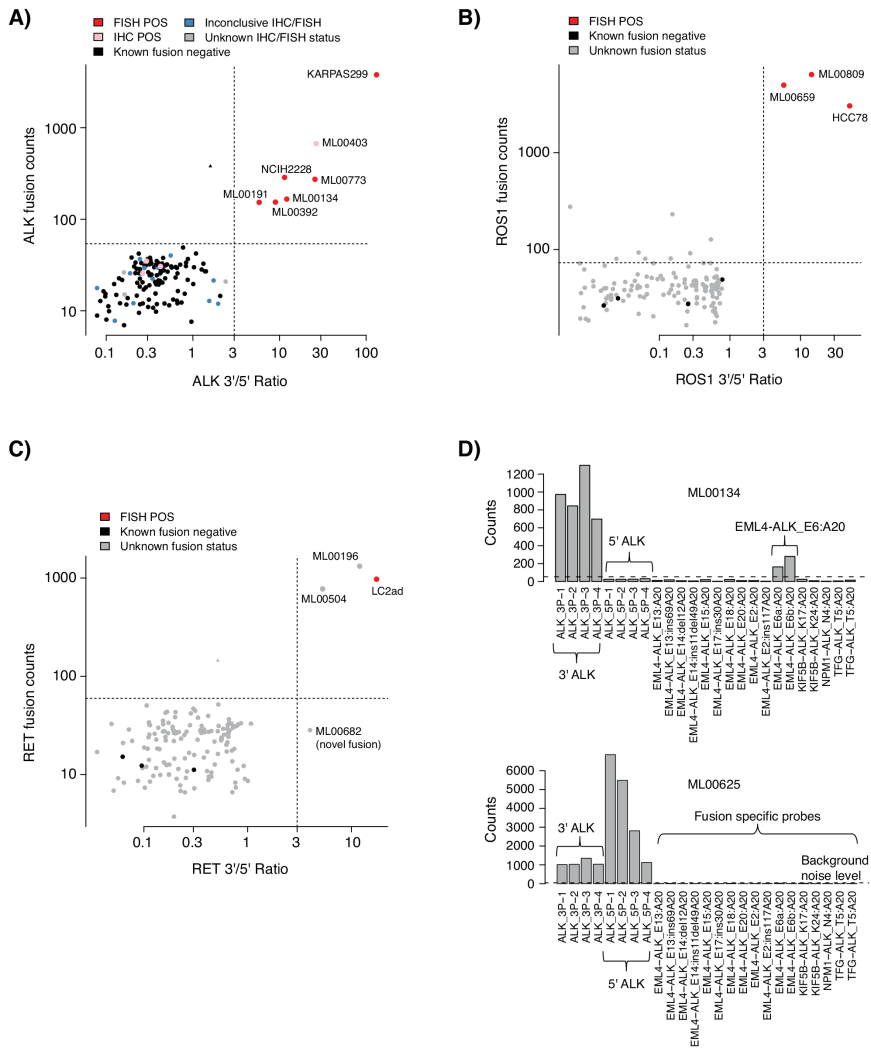 A)
FISH POS
Inconclusive IHC/FISH
IHC POS
Unknown IHC/FISH status
Known fusion negative
ALK fusion counts
1000
100
10
KARPAS299
ML00403
NCIH2228
ML00773
ML00191
ML00134
ML00392
0.1 0.3 1 3 10 30 100
ALK 3'/5' Ratio
B)
FISH POS
Known fusion negative
Unknown fusion status
ROS1 fusion counts
1000
100
ML00809
ML00659
HCC78
0.1 0.3 1 3 10 30
ROS1 3'/5' Ratio
C)
FISH POS
Known fusion negative
Unknown fusion status
RET fusion counts
1000
100
10
ML00196
LC2ad
ML00504
ML00682
(novel fusion)
0.1 0.3 1 3 10
RET 3'/5' Ratio
D)
Counts
1200
1000
800
600
400
200
0
ML00134
EML4-ALK_E6:A20
5' ALK
ALK_3P-1
ALK_3P-2
ALK_3P-3
ALK_3P-4
ALK_5P-1
ALK_5P-2
ALK_5P-3
ALK_5P-4
EML4-ALK_E13:A20
EML4-ALK_E13:ins69A20
EML4-ALK_E14:del12A20
EML4-ALK_E14:ins11del49A20
EML4-ALK_E15:A20
EML4-ALK_E17:ins30A20
EML4-ALK_E18:A20
EML4-ALK_E20:A20
EML4-ALK_E2:A20
EML4-ALK_E2:ins117A20
EML4-ALK_E6a:A20
EML4-ALK_E6b:A20
KIF5B-ALK_K17:A20
KIF5B-ALK_K24:A20
NPM1-ALK_N4:A20
TFG-ALK_T5:A20
TFG-ALK_T5:A20
3' ALK
Counts
6000
5000
4000
3000
2000
1000
0
ML00625
Fusion specific probes
3' ALK
Background
noise level
ALK_3P-1
ALK_3P-2
ALK_3P-3
ALK_3P-4
ALK_5P-1
ALK_5P-2
ALK_5P-3
ALK_5P-4
EML4-ALK_E13:A20
EML4-ALK_E13:ins69A20
EML4-ALK_E14:del12A20
EML4-ALK_E14:ins11del49A20
EML4-ALK_E15:A20
EML4-ALK_E17:ins30A20
EML4-ALK_E18:A20
EML4-ALK_E20:A20
EML4-ALK_E2:A20
EML4-ALK_E2:ins117A20
EML4-ALK_E6a:A20
EML4-ALK_E6b:A20
KIF5B-ALK_K17:A20
KIF5B-ALK_K24:A20
NPM1-ALK_N4:A20
TFG-ALK_T5:A20
TFG-ALK_T5:A20
5' ALK